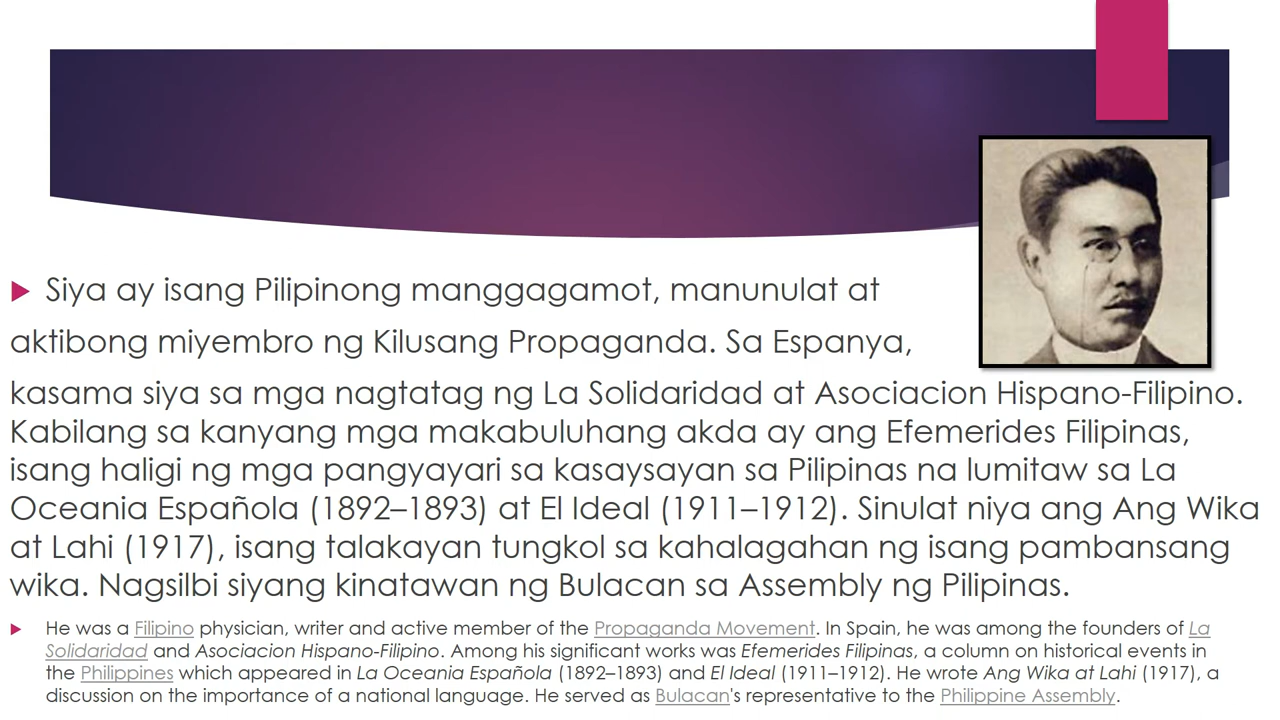 Siya ay isang Pilipinong manggagamot, manunulat at
aktibong miyembro ng Kilusang Propaganda. Sa Espanya,
kasama siya sa mga nagtatag ng La Solidaridad at Asociacion Hispano-Filipino.
Kabilang sa kanyang mga makabuluhang akda ay ang Efemerides Filipinas,
isang haligi ng mga pangyayari sa kasaysayan sa Pilipinas na lumitaw sa La
Oceania Española (1892–1893) at El Ideal (1911–1912). Sinulat niya ang Ang Wika
at Lahi (1917), isang talakayan tungkol sa kahalagahan ng isang pambansang
wika. Nagsilbi siyang kinatawan ng Bulacan sa Assembly ng Pilipinas.
He was a Filipino physician, writer and active member of the Propaganda Movement. In Spain, he was among the founders of La
Solidaridad and Asociacion Hispano-Filipino. Among his significant works was Efemerides Filipinas, a column on historical events in
the Philippines which appeared in La Oceania Española (1892–1893) and El Ideal (1911–1912). He wrote Ang Wika at Lahi (1917), a
discussion on the importance of a national language. He served as Bulacan's representative to the Philippine Assembly.